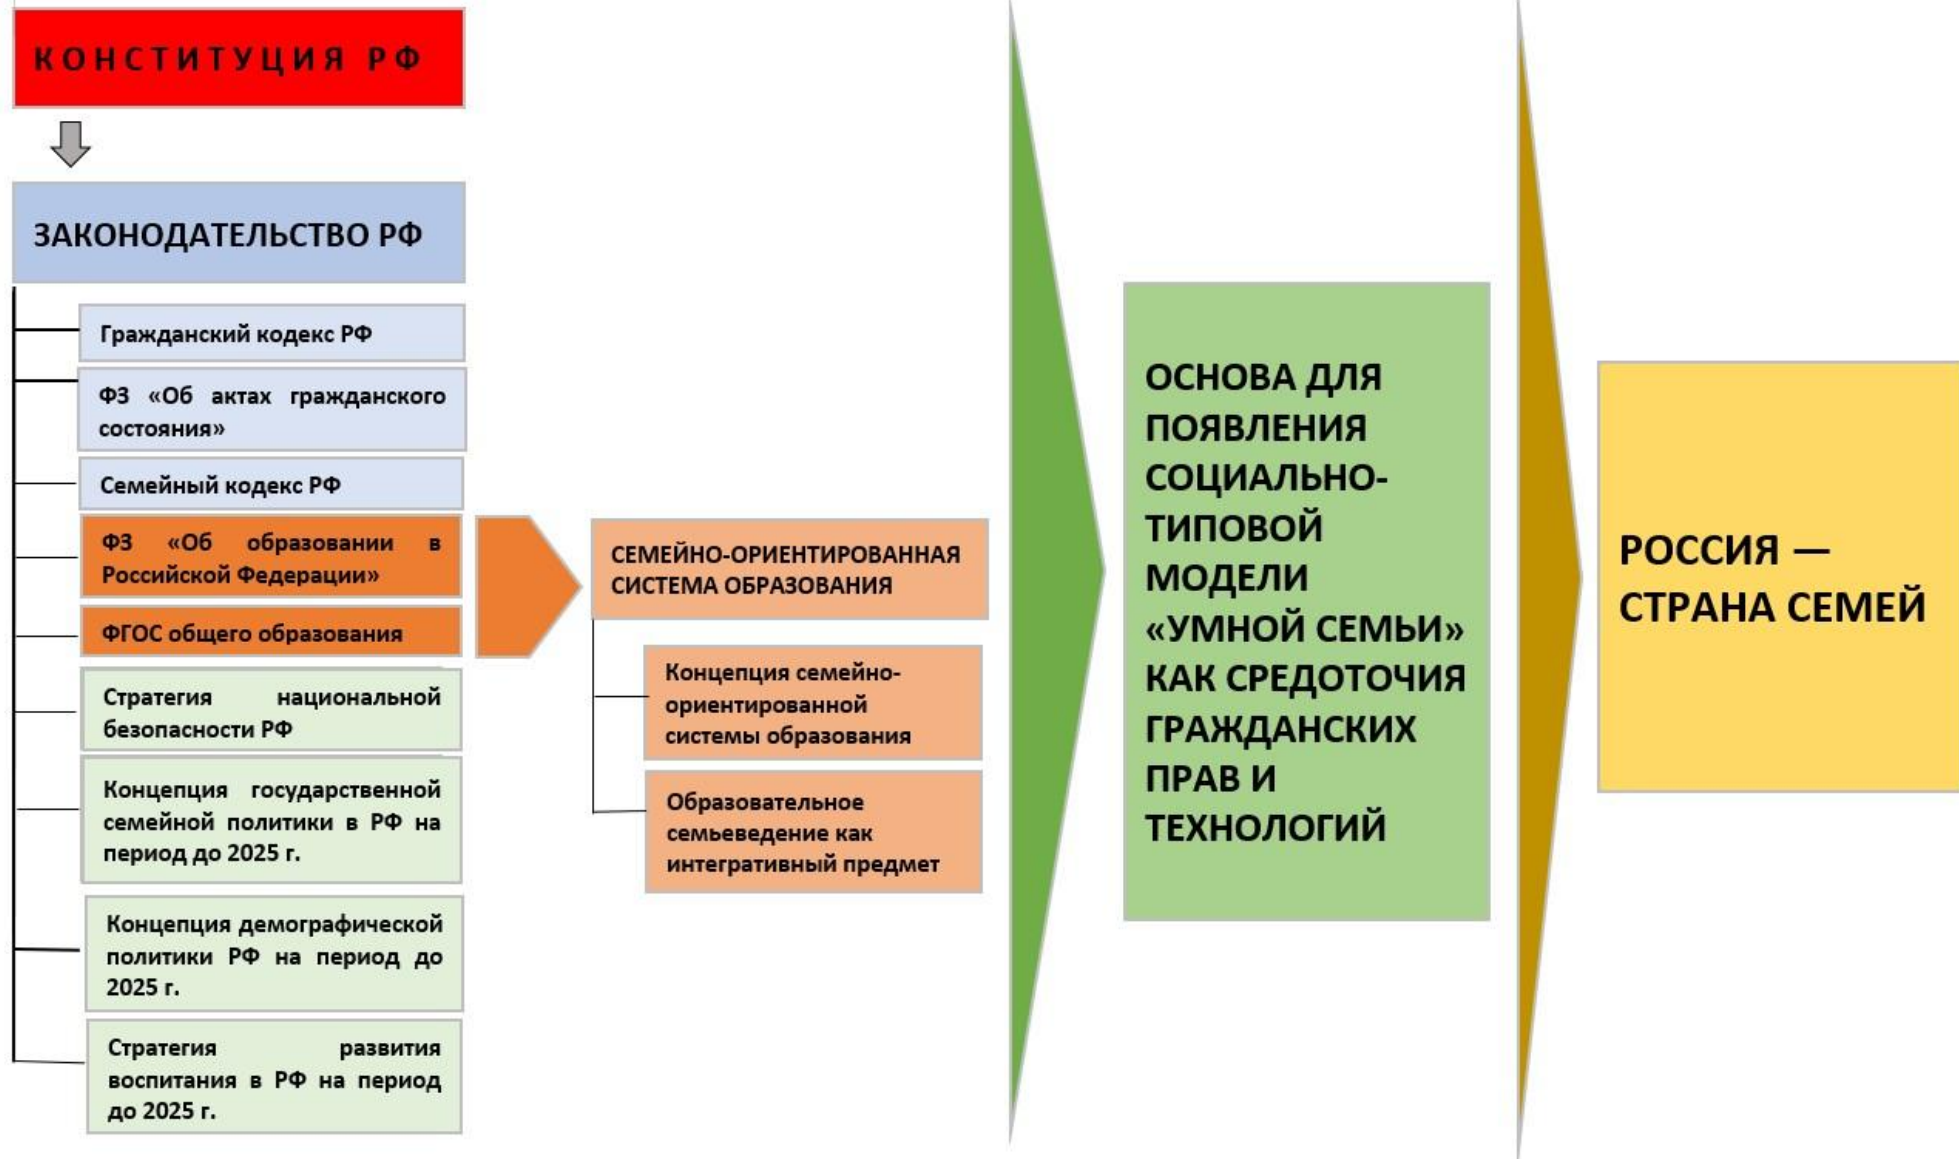 КОНСТИТУЦИЯ РФ
ЗАКОНОДАТЕЛЬСТВО РФ
Гражданский кодекс РФ
ФЗ «Об актах гражданского
состояния»
Семейный кодекс РФ
ФЗ «Об образовании в
Российской Федерации»
ФГОС общего образования
Стратегия национальной
безопасности РФ
Концепция государственной
семейной политики в РФ на
период до 2025 г.
Концепция демографической
политики РФ на период до
2025 г.
Стратегия развития
воспитания в РФ на период
до 2025 г.
СЕМЕЙНО-ОРИЕНТИРОВАННАЯ
СИСТЕМА ОБРАЗОВАНИЯ
Концепция семейно-
ориентированной
системы образования
Образовательное
семьеведение как
интегративный предмет
ОСНОВА ДЛЯ
ПОЯВЛЕНИЯ
СОЦИАЛЬНО-
ТИПОВОЙ
МОДЕЛИ
«УМНОЙ СЕМЬИ»
КАК СРЕДОТОЧИЯ
ГРАЖДАНСКИХ
ПРАВ И
ТЕХНОЛОГИЙ
РОССИЯ —
СТРАНА СЕМЕЙ